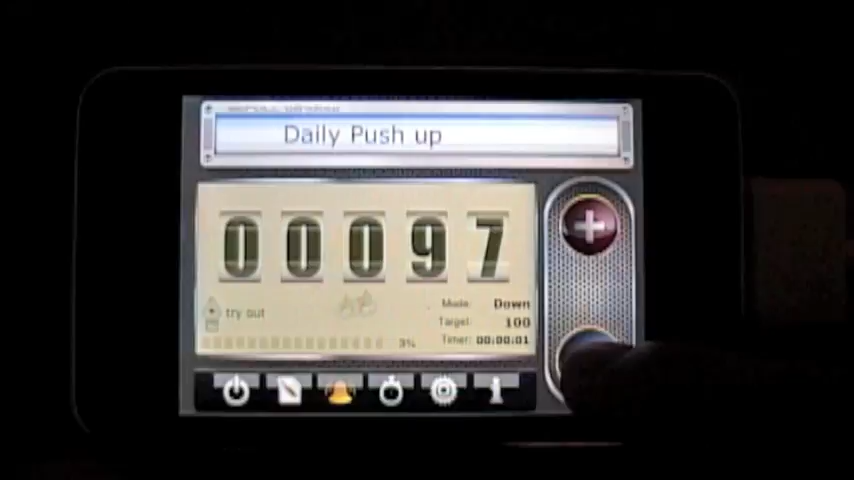 Daily Push up
00097
try out
Mode: Down
Target: 100
3%
Timer: 00:00:01